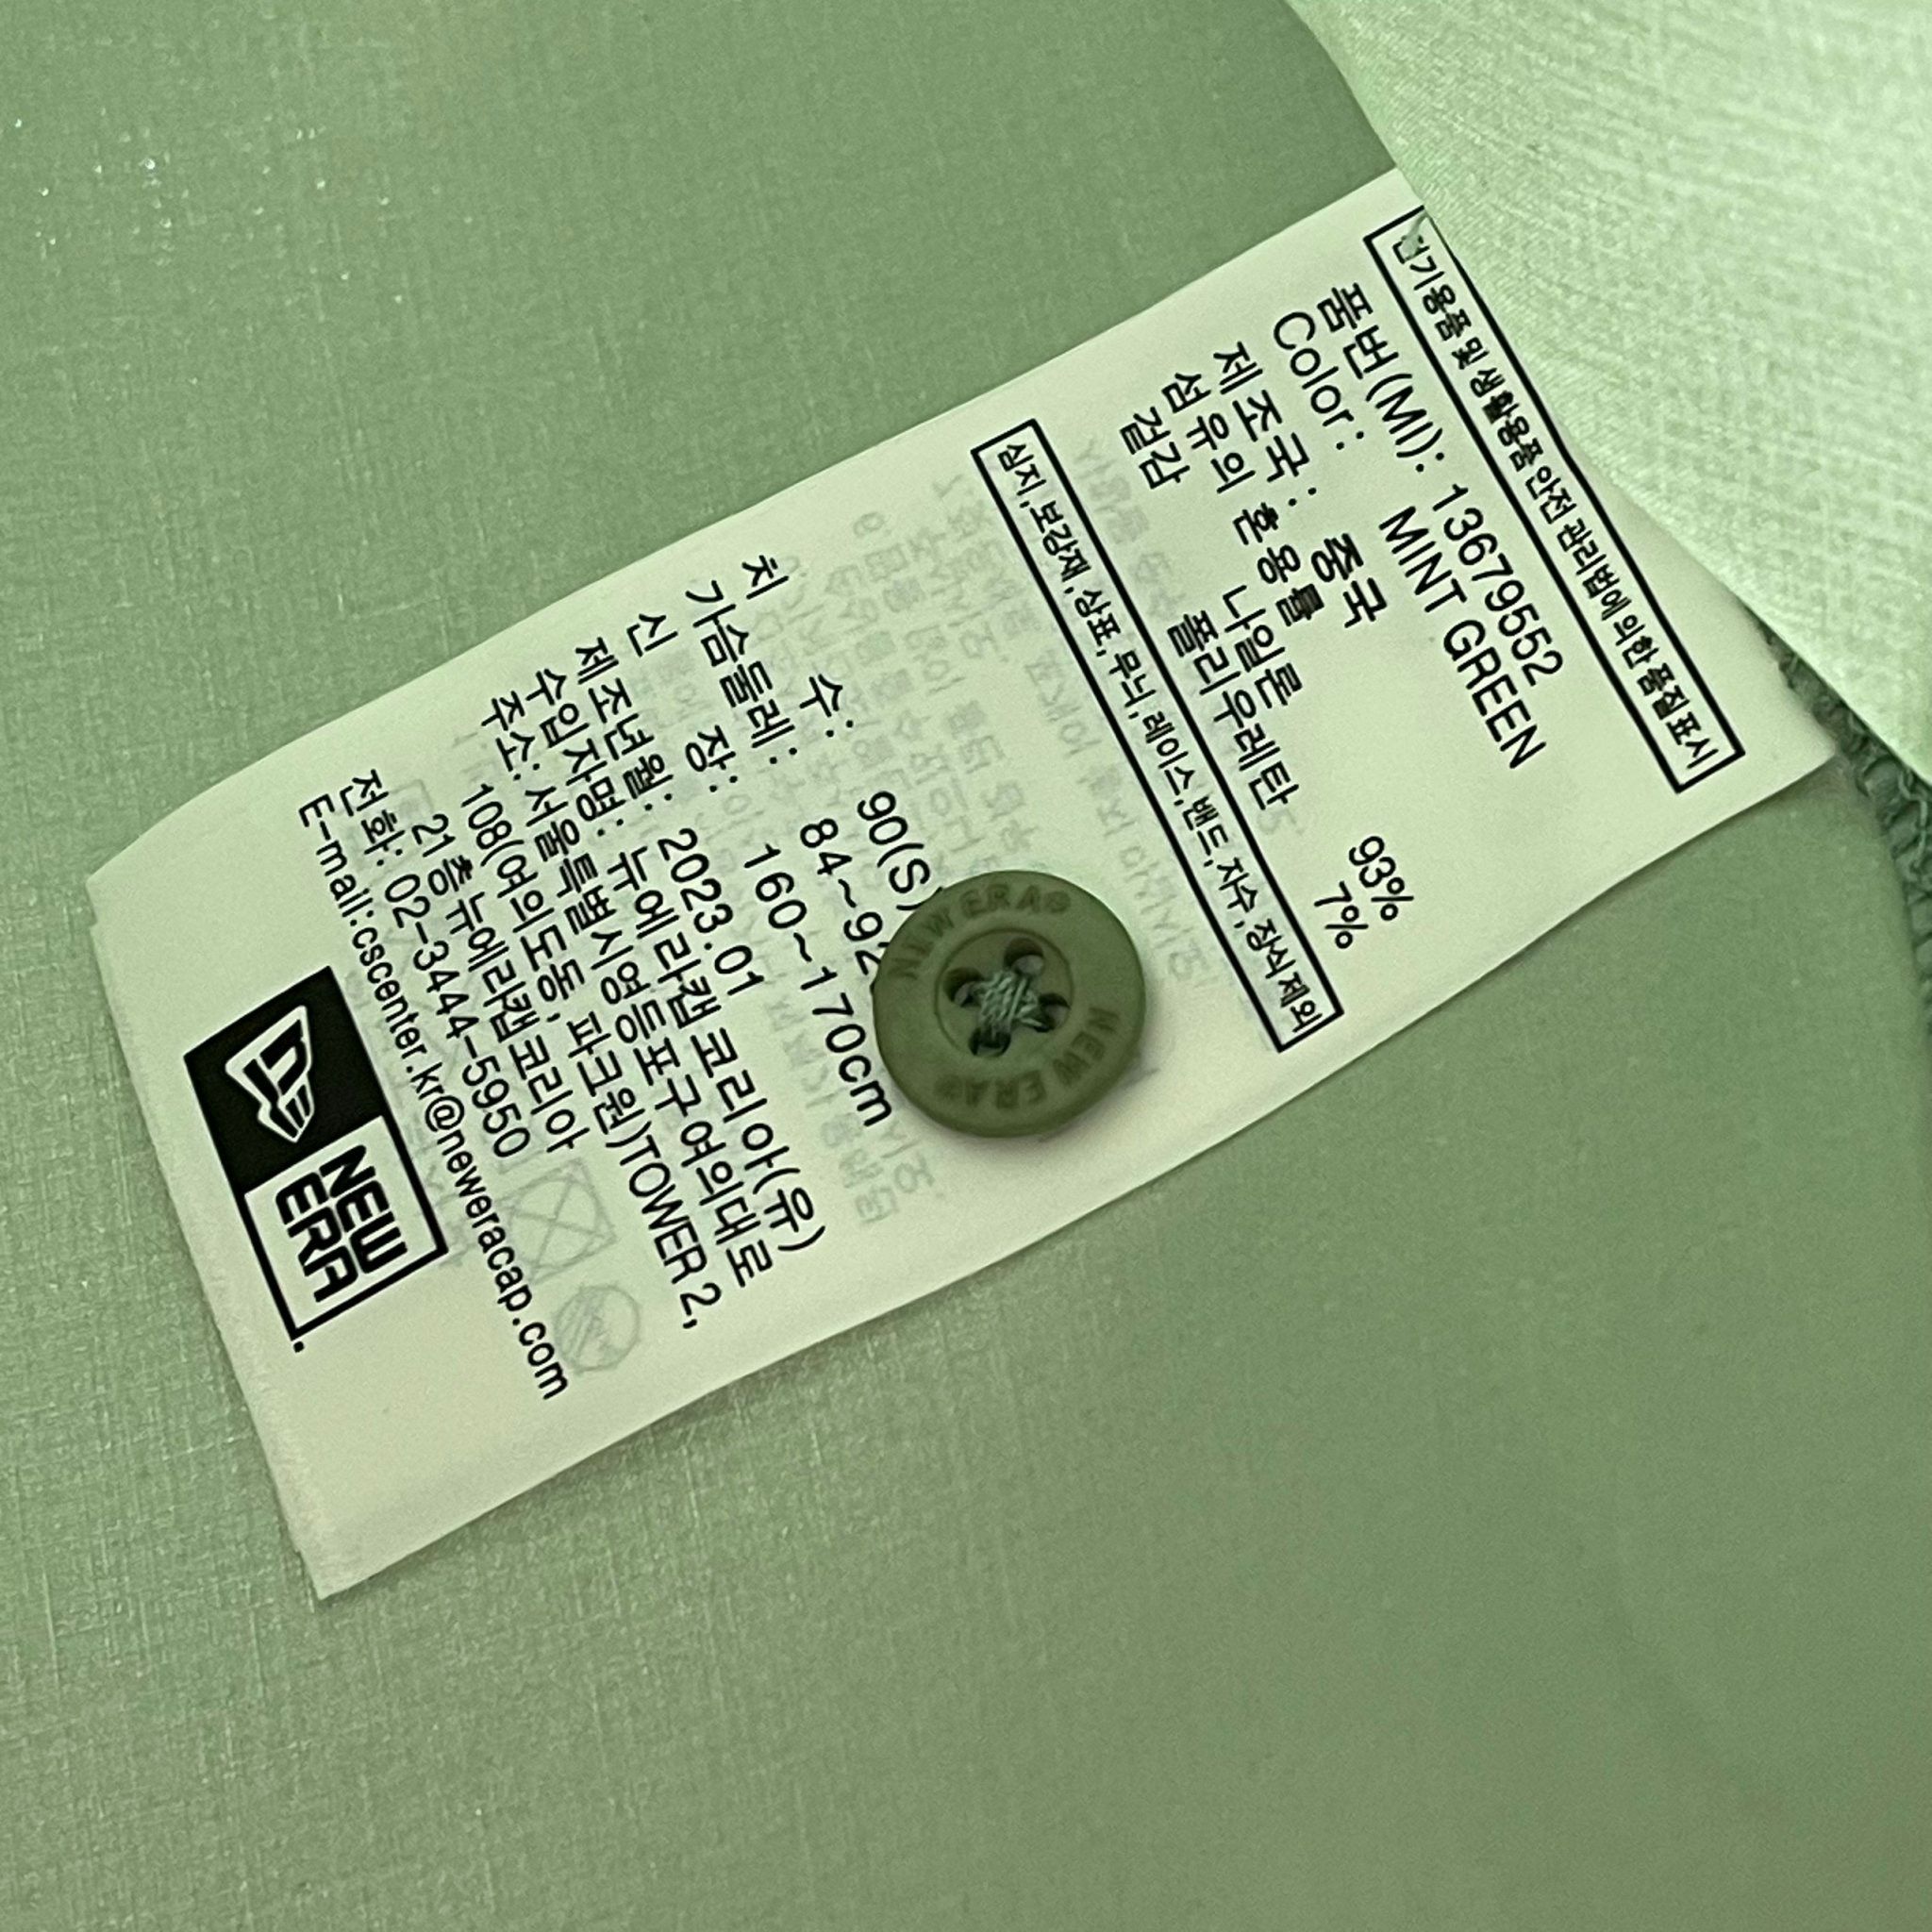 전기용품 및 생활용품 안전 관리법에 의한 품질표시
품번(MI): 13679552
Color: MINT GREEN
제조국: 중국
섬유의 혼용률
겉감 나일론 93%
폴리우레탄 7%
심지,보강재,상표,무늬,레이스,밴드,자수,장식제외
치 수: 90(S)
가슴둘레: 84~92
신 장: 160~170cm
제조년월: 2023.01
수입자명: 뉴에라캡 코리아(유)
주소: 서울특별시영등포구여의대로
108(여의도동, 파크원)TOWER 2,
21층 뉴에라캡 코리아
전화: 02-3444-5950
E-mail:cscenter.kr@neweracap.com
NEW
ERA
NEW ERA
NEW ERA